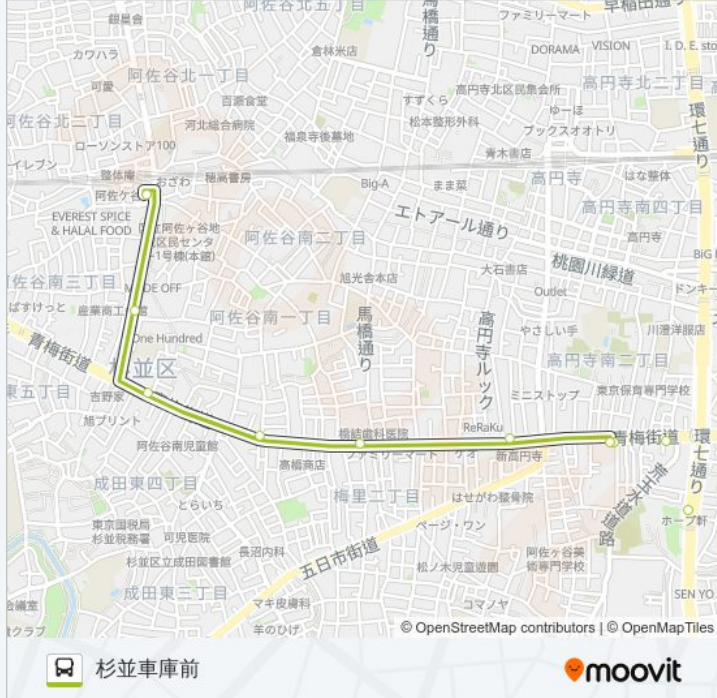 阿佐谷北五丁目
早稲田通り
銀晨会
ファミリーマート
馬橋通り
倉林米店
DORAMA
VISION
I. D. E. sto
カワハラ
可愛
阿佐谷北一丁目
高円寺北二丁目
高円寺北区民集会所
環七通り
百源食堂
すずくら
ゆーほ
阿佐谷北二丁目
河北総合病院
松本整形外科
ブックスオオトリ
ローソンストア100
福泉寺後墓地
イレブン
青木書店
整体庵
おざわ
穂高書房
Big-A
まま菜
高円寺
はな整体
阿佐ケ谷
EVEREST SPICE
& HALAL FOOD
エトアール通り
高円寺南四丁目
阿佐谷南二丁目
高円寺
桃園川緑道
BiG
阿佐谷南三丁目
旭光舎本店
大石書店
ドンキー
Outlet
ばすけっと
阿佐谷南一丁目
馬橋通り
高円寺ルック
やさしい手
川澄洋服店
One Hundred
青梅街道
高円寺南二丁目
吉野家
ミニストップ
東京保育専門学校
東五丁目
旭プリント
橋詰歯科医院
ReRaKu
青梅街道
環七通り
阿佐谷南児童館
ファミリーマート
新高円寺
高橋商店
成田東四丁目
梅里二丁目
はせがわ整骨院
荒玉水道道路
とらいち
ホープ軒
東京国税局
杉並税務署
可児医院
ページ・ワン
長沼内科
五日市街道
杉並区立成田図書館
松ノ木児童遊園
阿佐ヶ谷美
術専門学校
成田東三丁目
SEN YO
会議室
マキ皮膚科
コマノヤ
羊のひげ
© OpenStreetMap contributors | © OpenMapTiles
杉並車庫前
moovit